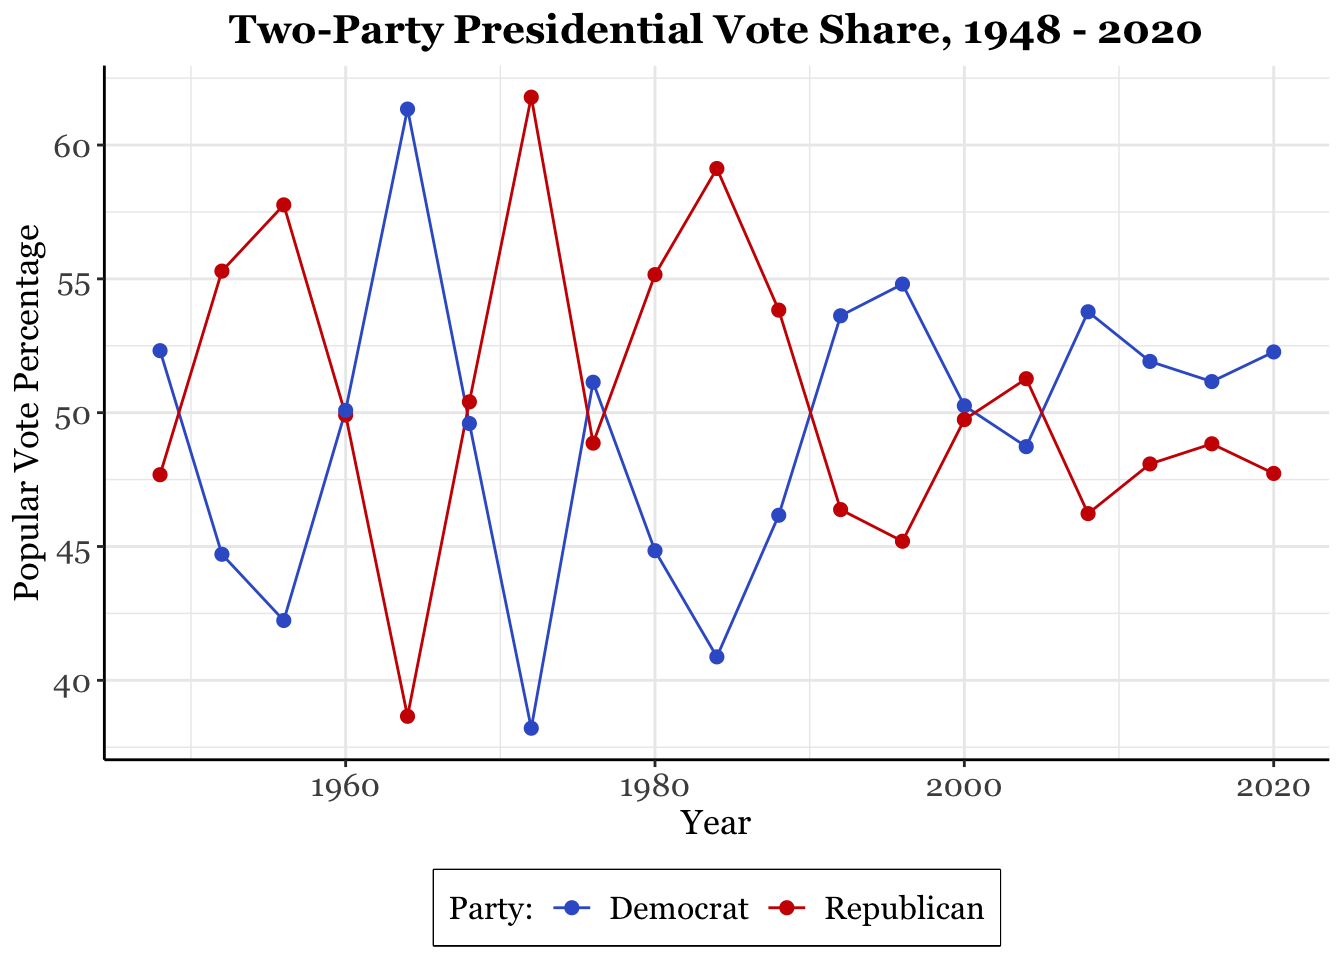 Two-Party Presidential Vote Share, 1948 - 2020
Popular Vote Percentage
60
55
50
45
40
1960 1980 2000 2020
Year
Party: Democrat Republican